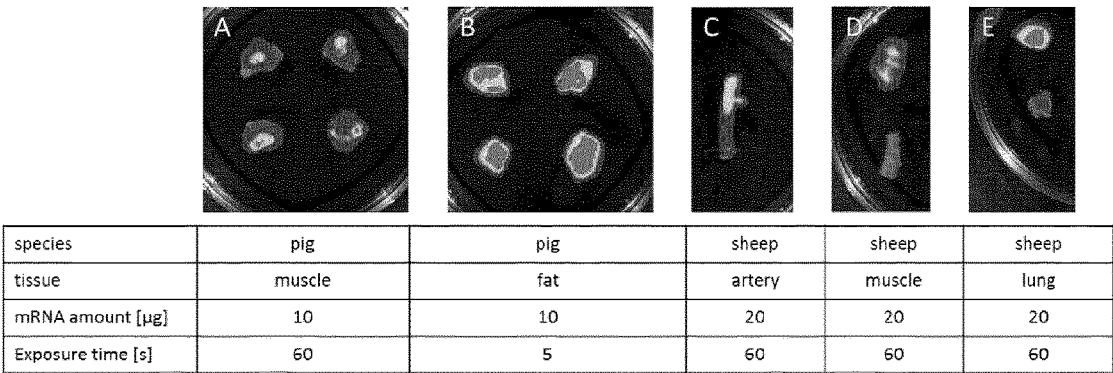 A B C D E
species pig pig sheep sheep sheep
tissue muscle fat artery muscle lung
mRNA amount [µg] 10 10 20 20 20
Exposure time [s] 60 5 60 60 60